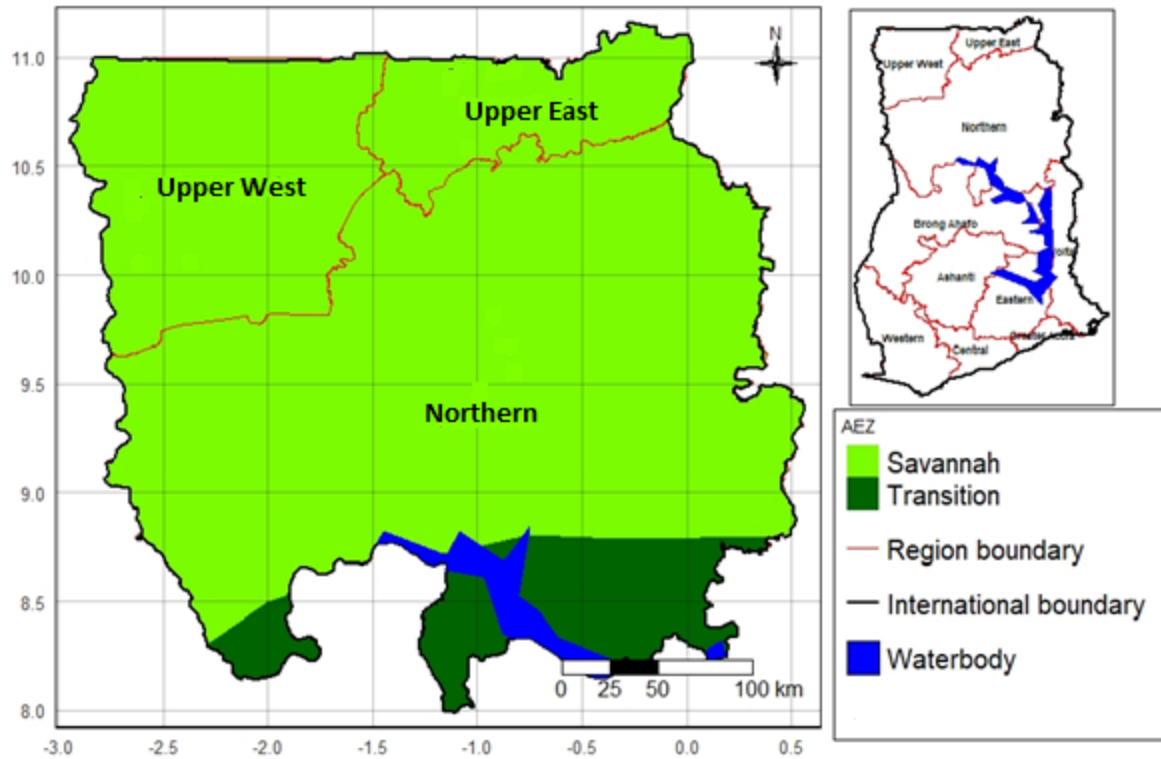 N
11.0
10.5
10.0
9.5
9.0
8.5
8.0
-3.0 -2.5 -2.0 -1.5 -1.0 -0.5 0.0 0.5
Upper East
Upper West
Northern
0 25 50 100 km
Upper East
Upper West
Northern
Brong Ahafo
Ashanti
Eastern
Western
Central
AEZ
Savannah
Transition
Region boundary
International boundary
Waterbody